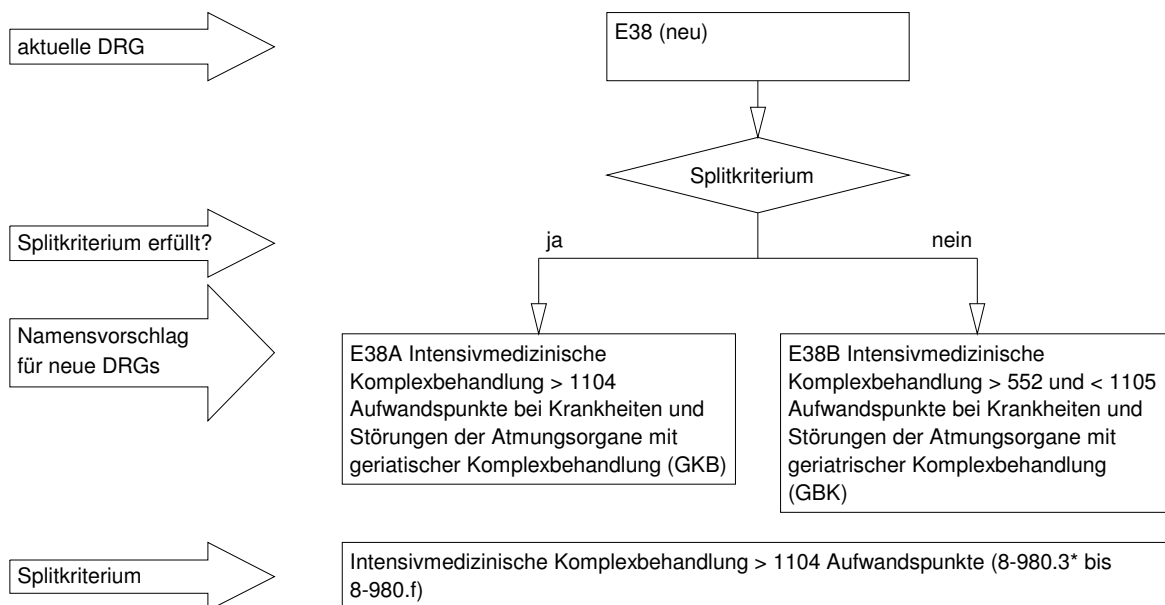 aktuelle DRG
E38 (neu)
Splitkriterium
Splitkriterium erfüllt?
ja
nein
Namensvorschlag
für neue DRGs
E38A Intensivmedizinische
Komplexbehandlung > 1104
Aufwandspunkte bei Krankheiten und
Störungen der Atmungsorgane mit
geriatischer Komplexbehandlung (GKB)
E38B Intensivmedizinische
Komplexbehandlung > 552 und < 1105
Aufwandspunkte bei Krankheiten und
Störungen der Atmungsorgane mit
geriatrischer Komplexbehandlung
(GBK)
Splitkriterium
Intensivmedizinische Komplexbehandlung > 1104 Aufwandspunkte (8-980.3* bis
8-980.f)